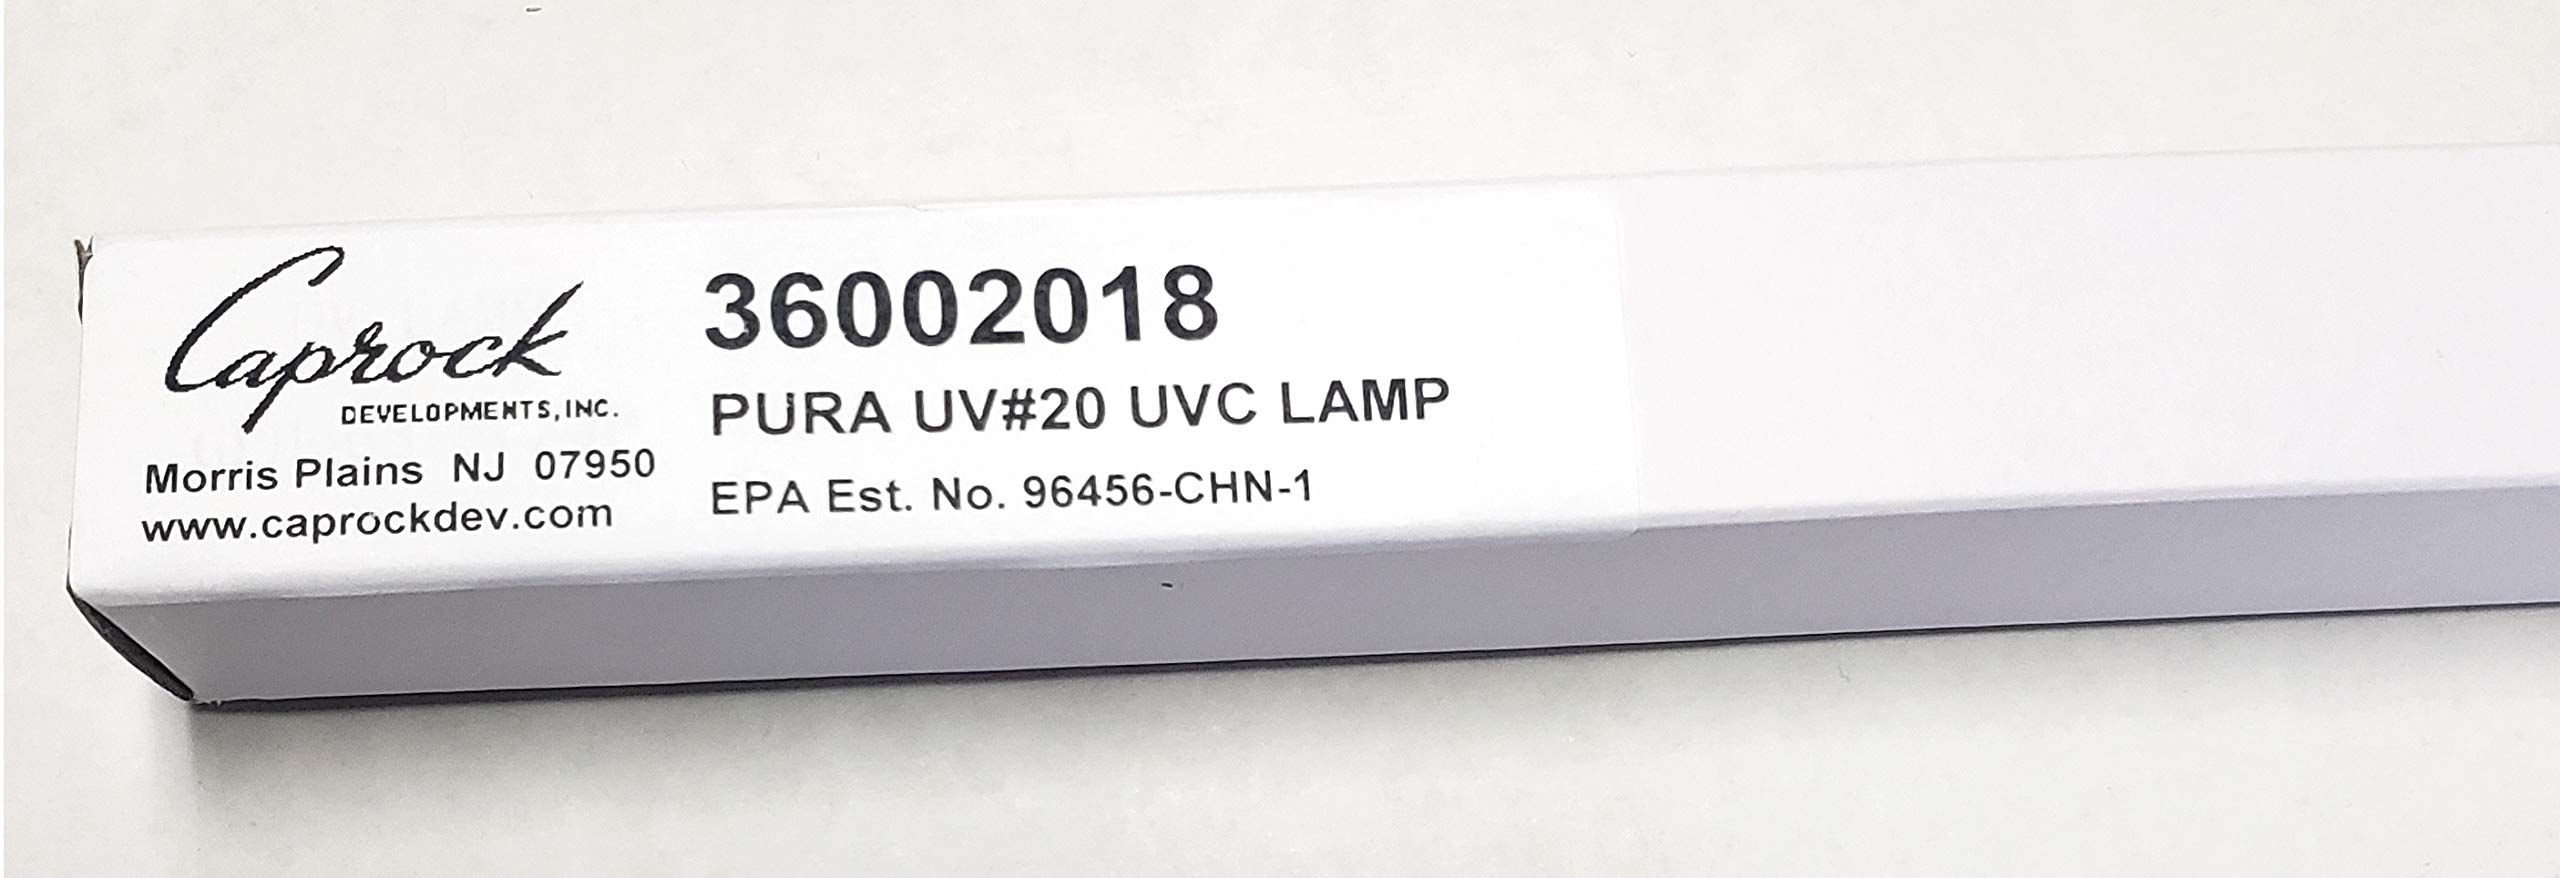 Caprock
DEVELOPMENTS, INC.
Morris Plains NJ 07950
www.caprockdev.com
36002018
PURA UV#20 UVC LAMP
EPA Est. No. 96456-CHN-1